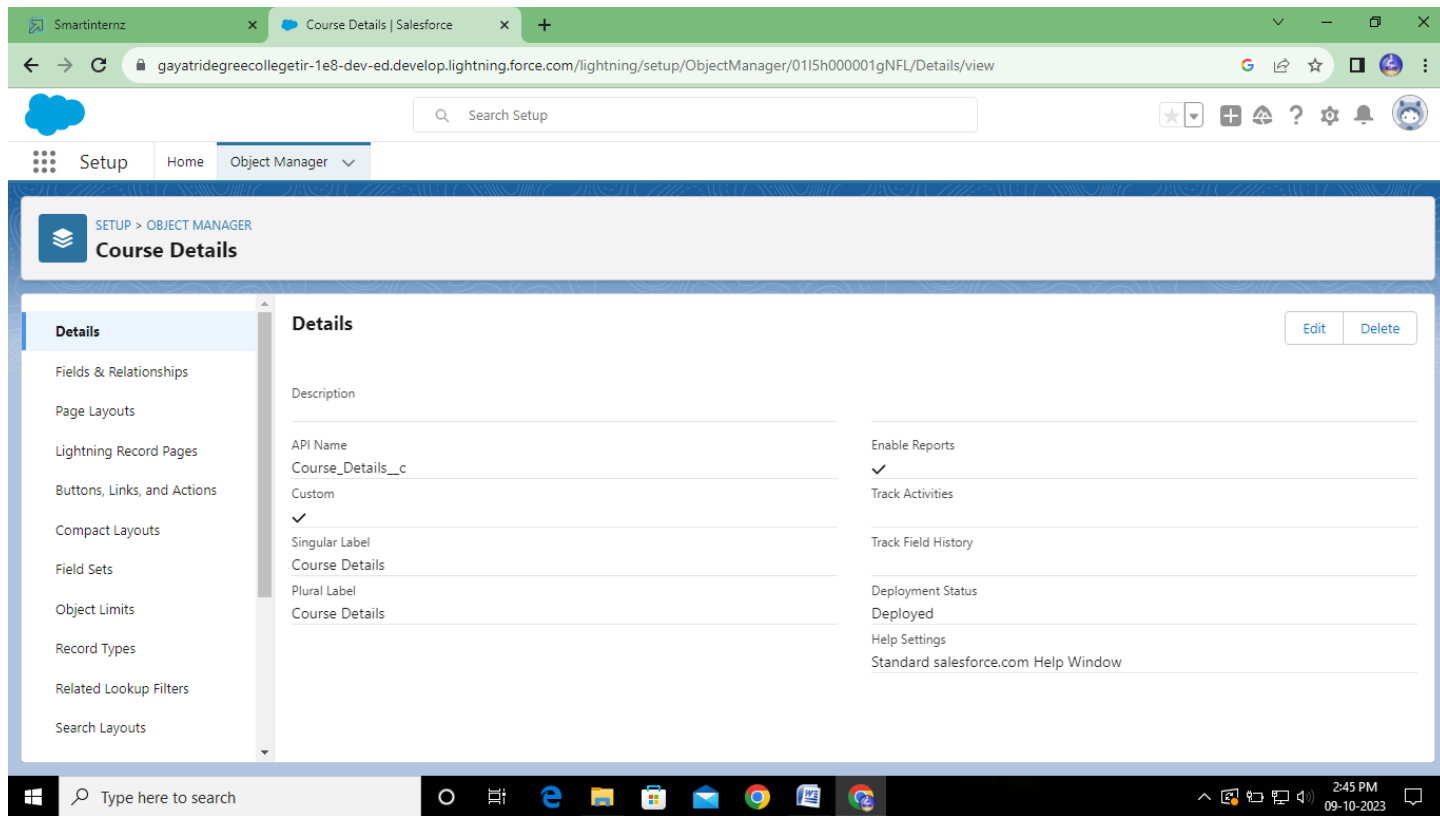 Smartinternz
Course Details | Salesforce
gayatridegreecollegetir-1e8-dev-ed.develop.lightning.force.com/lightning/setup/ObjectManager/01I5h000001gNFL/Details/view
Search Setup
Setup
Home
Object Manager
SETUP > OBJECT MANAGER
Course Details
Details
Fields & Relationships
Page Layouts
Lightning Record Pages
Buttons, Links, and Actions
Compact Layouts
Field Sets
Object Limits
Record Types
Related Lookup Filters
Search Layouts
Details
Edit
Delete
Description
API Name
Course_Details__c
Custom
Singular Label
Course Details
Plural Label
Course Details
Enable Reports
Track Activities
Track Field History
Deployment Status
Deployed
Help Settings
Standard salesforce.com Help Window
Type here to search
2:45 PM
09-10-2023